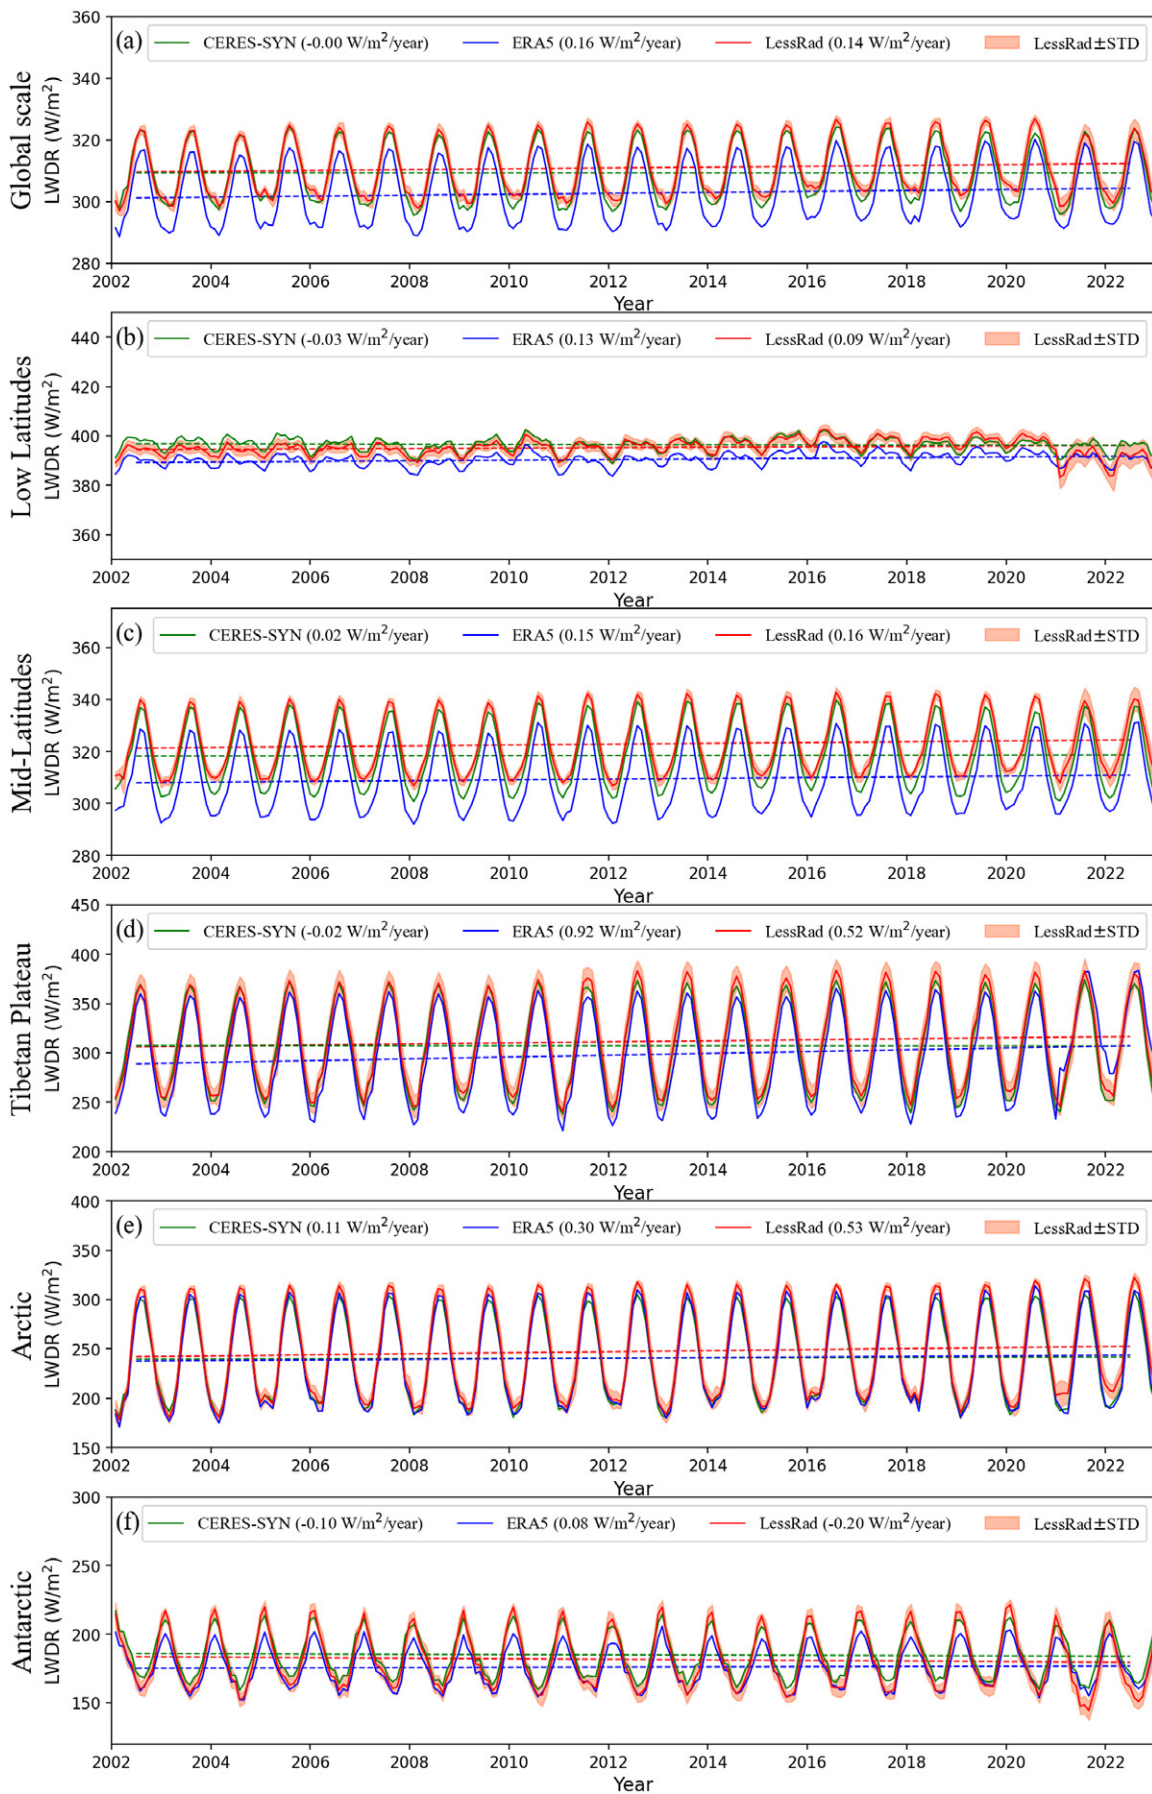 (a) CERES-SYN (-0.00 W/m²/year) ERA5 (0.16 W/m²/year) LessRad (0.14 W/m²/year) LessRad±STD
Global scale
LWDR (W/m²)
360
340
320
300
280
2002 2004 2006 2008 2010 2012 2014 2016 2018 2020 2022
Year
(b) CERES-SYN (-0.03 W/m²/year) ERA5 (0.13 W/m²/year) LessRad (0.09 W/m²/year) LessRad±STD
Low Latitudes
LWDR (W/m²)
440
420
400
380
360
2002 2004 2006 2008 2010 2012 2014 2016 2018 2020 2022
Year
(c) CERES-SYN (0.02 W/m²/year) ERA5 (0.15 W/m²/year) LessRad (0.16 W/m²/year) LessRad±STD
Mid-Latitudes
LWDR (W/m²)
360
340
320
300
280
2002 2004 2006 2008 2010 2012 2014 2016 2018 2020 2022
Year
(d) CERES-SYN (-0.02 W/m²/year) ERA5 (0.92 W/m²/year) LessRad (0.52 W/m²/year) LessRad±STD
Tibetan Plateau
LWDR (W/m²)
450
400
350
300
250
200
2002 2004 2006 2008 2010 2012 2014 2016 2018 2020 2022
Year
(e) CERES-SYN (0.11 W/m²/year) ERA5 (0.30 W/m²/year) LessRad (0.53 W/m²/year) LessRad±STD
Arctic
LWDR (W/m²)
400
350
300
250
200
150
2002 2004 2006 2008 2010 2012 2014 2016 2018 2020 2022
Year
(f) CERES-SYN (-0.10 W/m²/year) ERA5 (0.08 W/m²/year) LessRad (-0.20 W/m²/year) LessRad±STD
Antarctic
LWDR (W/m²)
300
250
200
150
2002 2004 2006 2008 2010 2012 2014 2016 2018 2020 2022
Year